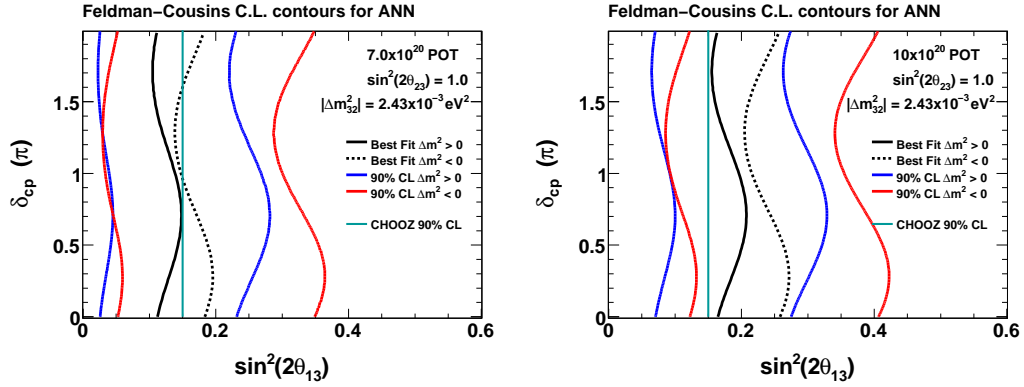 Feldman-Cousins C.L. contours for ANN
7.0x10²⁰ POT
sin²(2θ₂₃) = 1.0
|Δm²₃₂| = 2.43x10⁻³ eV²
Best Fit Δm² > 0
Best Fit Δm² < 0
90% CL Δm² > 0
90% CL Δm² < 0
CHOOZ 90% CL
δcp (π)
1.5
1
0.5
0
0 0.2 0.4 0.6
sin²(2θ₁₃)
Feldman-Cousins C.L. contours for ANN
10x10²⁰ POT
sin²(2θ₂₃) = 1.0
|Δm²₃₂| = 2.43x10⁻³ eV²
Best Fit Δm² > 0
Best Fit Δm² < 0
90% CL Δm² > 0
90% CL Δm² < 0
CHOOZ 90% CL
δcp (π)
1.5
1
0.5
0
0 0.2 0.4 0.6
sin²(2θ₁₃)